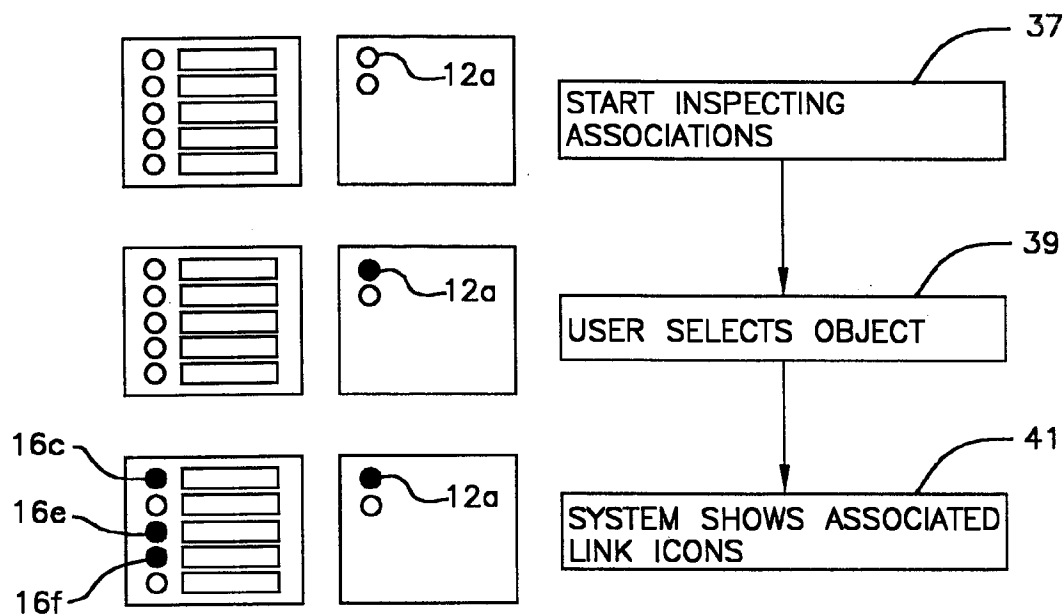 37
12a
START INSPECTING
ASSOCIATIONS
39
12a
USER SELECTS OBJECT
41
16c
12a
16e
SYSTEM SHOWS ASSOCIATED
LINK ICONS
16f